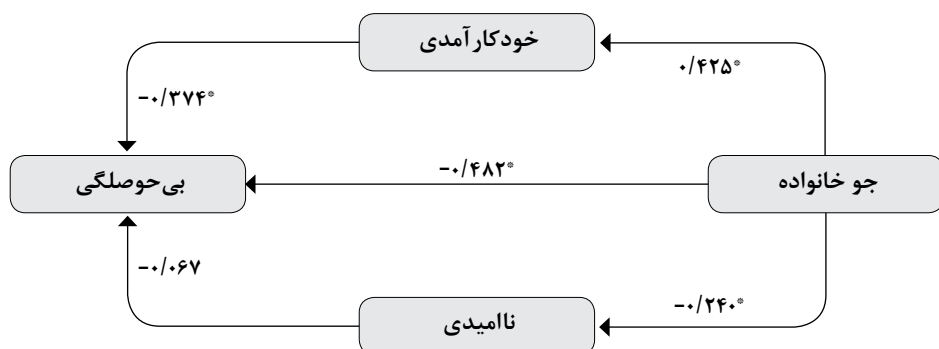 خودکارآمدی
۰/۴۲۵*
-۰/۳۷۴*
جو خانواده
-۰/۴۸۲*
بی‌حوصلگی
-۰/۰۶۷
-۰/۲۴۰*
ناامیدی